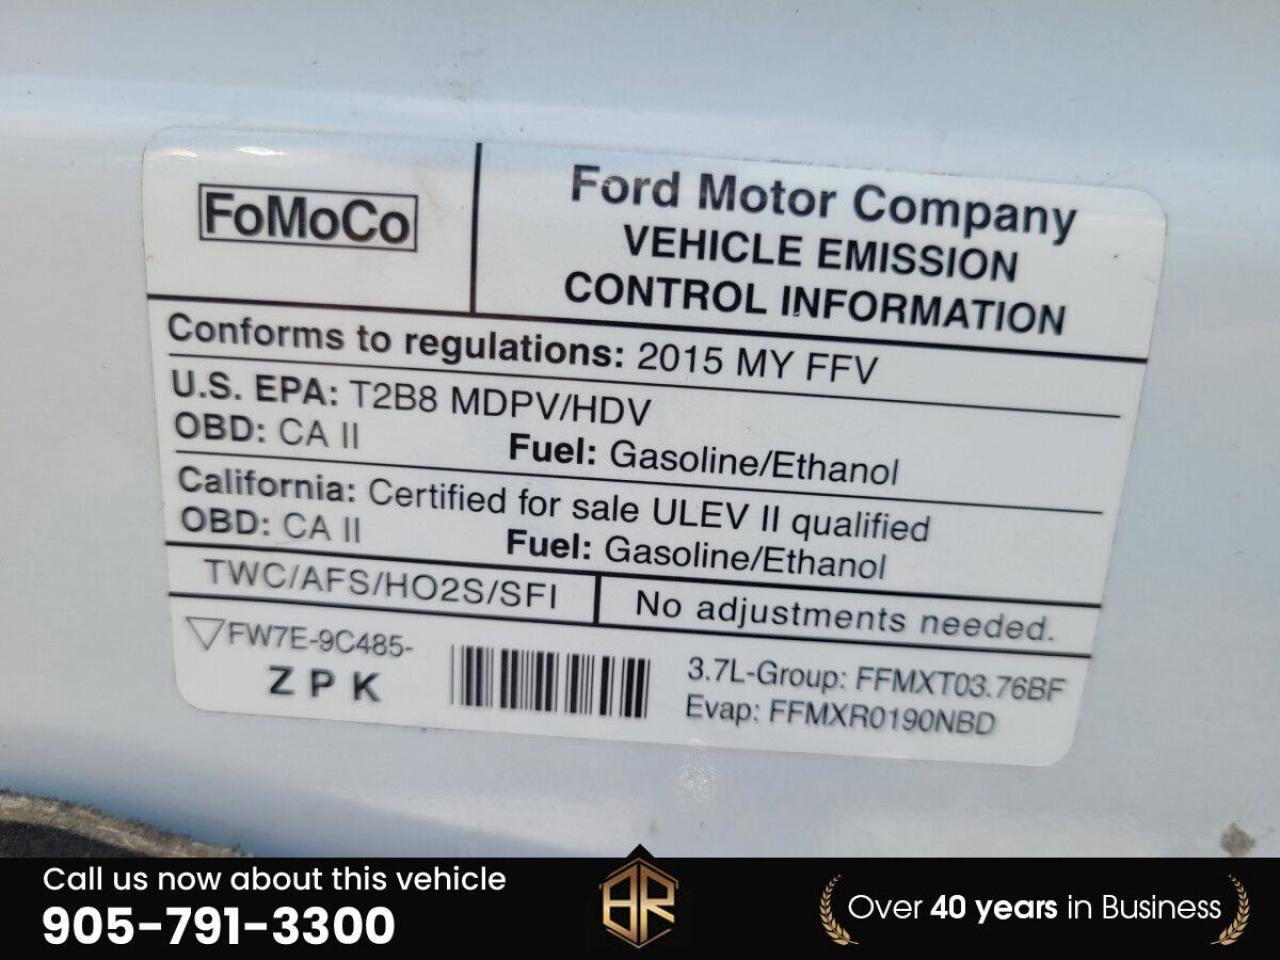 FoMoCo
Ford Motor Company
VEHICLE EMISSION
CONTROL INFORMATION
Conforms to regulations: 2015 MY FFV
U.S. EPA: T2B8 MDPV/HDV
OBD: CA II Fuel: Gasoline/Ethanol
California: Certified for sale ULEV II qualified
OBD: CA II Fuel: Gasoline/Ethanol
TWC/AFS/HO2S/SFI No adjustments needed.
FW7E-9C485-
ZPK
3.7L-Group: FFMXT03.76BF
Evap: FFMXR0190NBD
Call us now about this vehicle
905-791-3300
BR
Over 40 years in Business